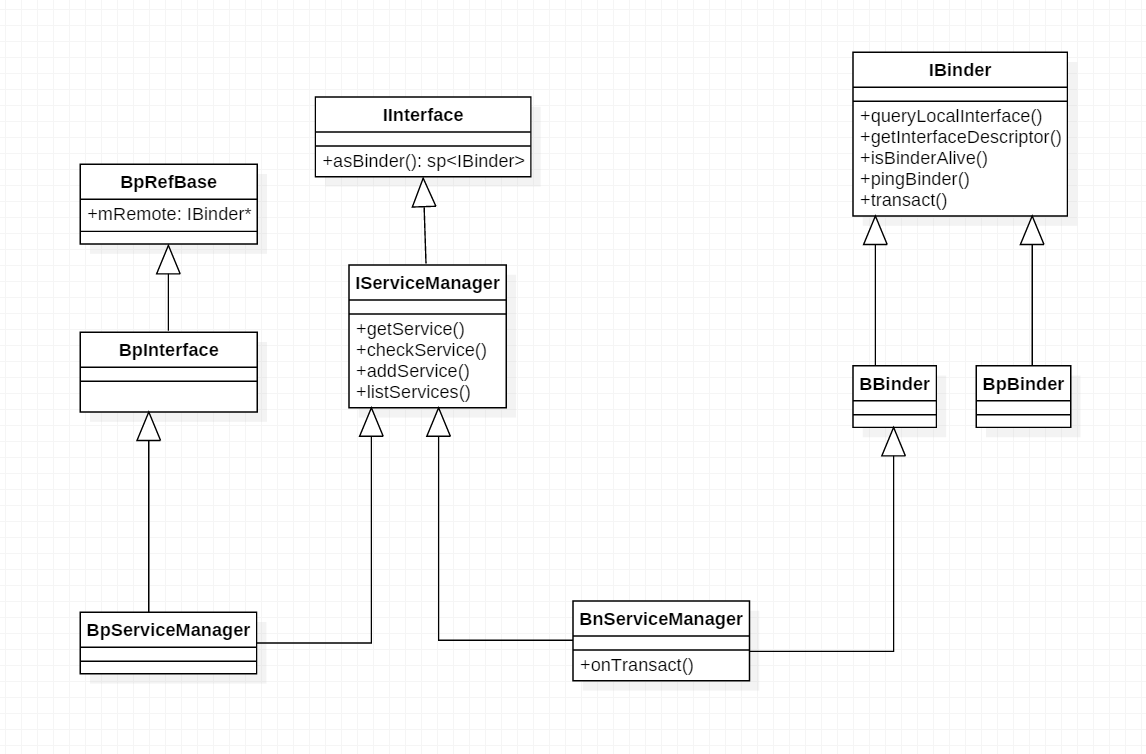 IBinder
+queryLocalInterface()
+getInterfaceDescriptor()
+isBinderAlive()
+pingBinder()
+transact()
IInterface
+asBinder(): sp<IBinder>
BpRefBase
+mRemote: IBinder*
IServiceManager
+getService()
+checkService()
+addService()
+listServices()
BpInterface
BBinder
BpBinder
BpServiceManager
BnServiceManager
+onTransact()